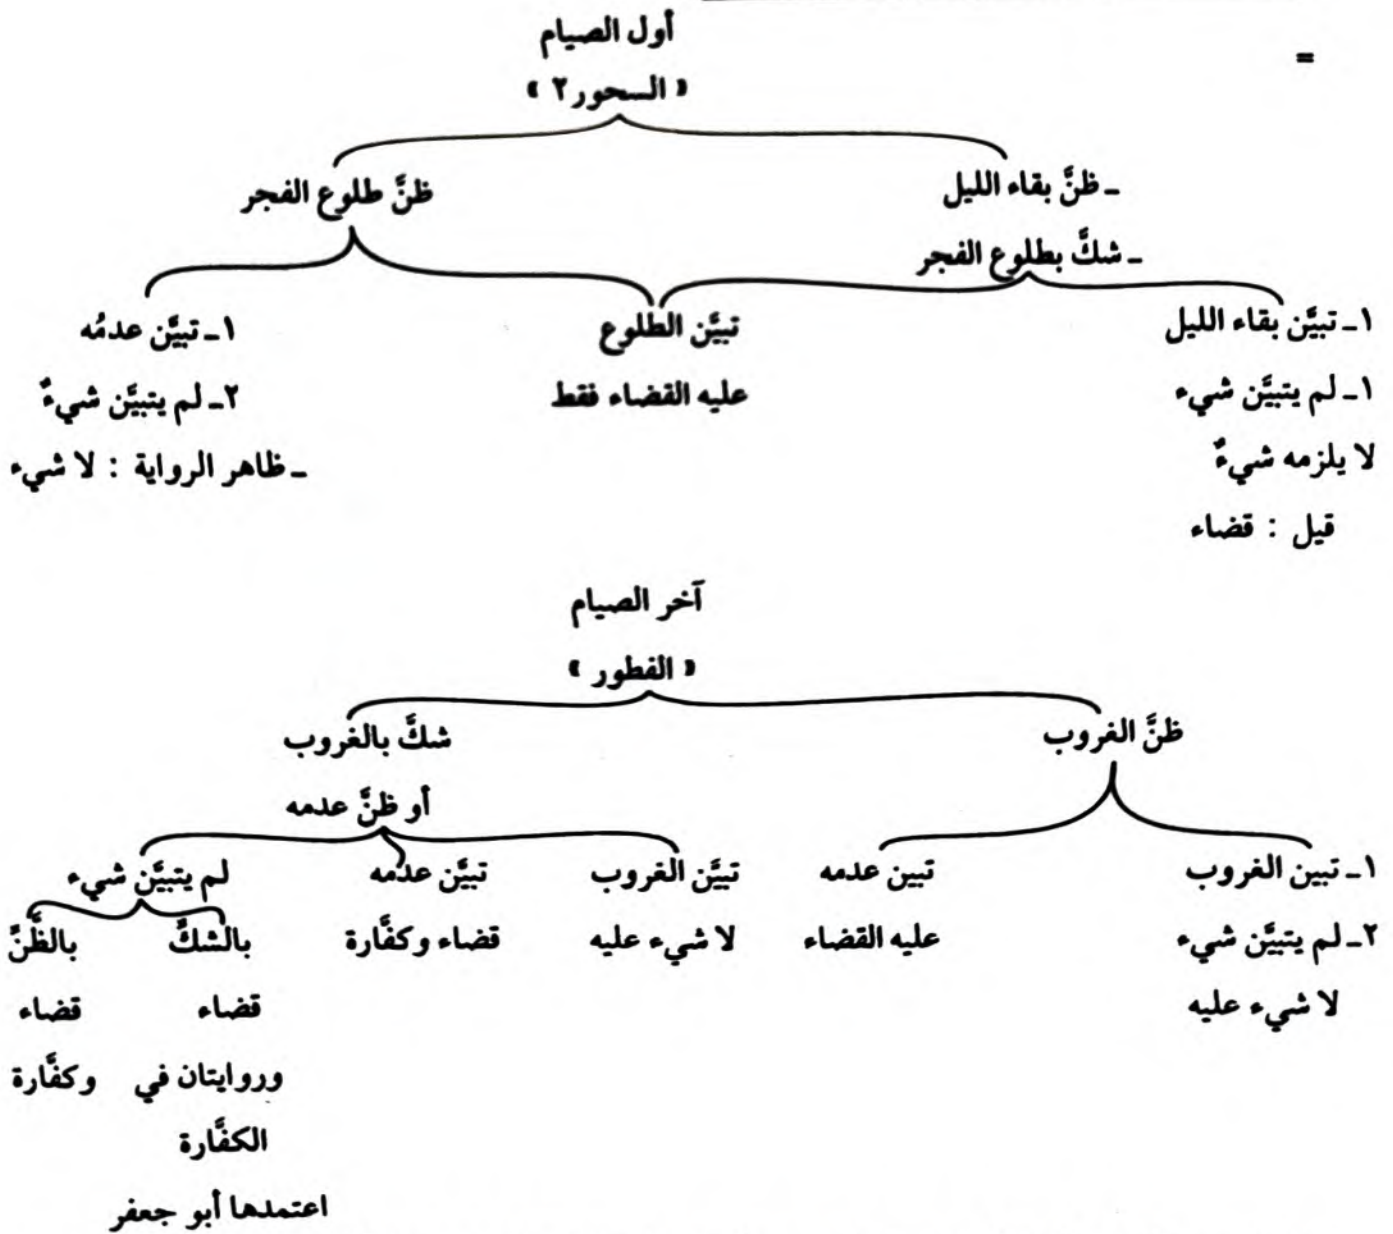 =
أول الصيام
« السحور٢ »
ـ ظنَّ بقاء الليل
ظنَّ طلوع الفجر
ـ شكَّ بطلوع الفجر
١ـ تبيَّن بقاء الليل
تبيَّن الطلوع
١ـ تبيَّن عدمُه
١ـ لم يتبيَّن شيء
عليه القضاء فقط
٢ـ لم يتبيَّن شيءٌ
لا يلزمه شيءٌ
ـ ظاهر الرواية : لا شيء
قيل : قضاء
آخر الصيام
« الفطور »
ظنَّ الغروب
شكَّ بالغروب
أو ظنَّ عدمه
١ـ تبين الغروب
تبين عدمه
تبيَّن الغروب
تبيَّن عدمه
لم يتبيَّن شيء
٢ـ لم يتبيَّن شيء
عليه القضاء
لا شيء عليه
قضاء وكفَّارة
بالشكِّ
بالظَّنِّ
لا شيء عليه
قضاء
قضاء
وروايتان في
وكفَّارة
الكفَّارة
اعتمدها أبو جعفر